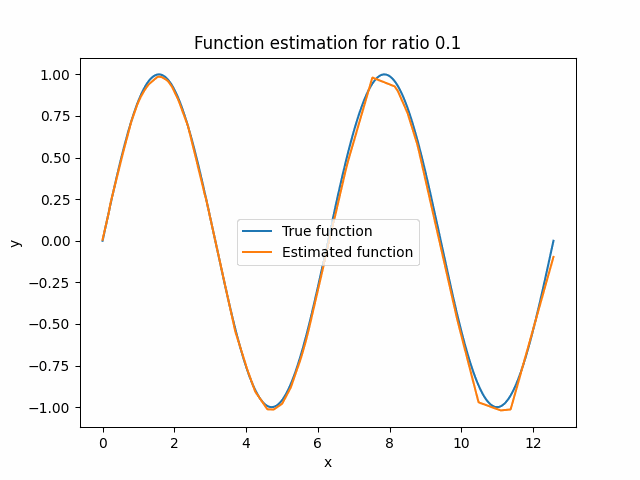 Function estimation for ratio 0.1
1.00
0.75
0.50
0.25
0.00
−0.25
−0.50
−0.75
−1.00
y
True function
Estimated function
0 2 4 6 8 10 12
x